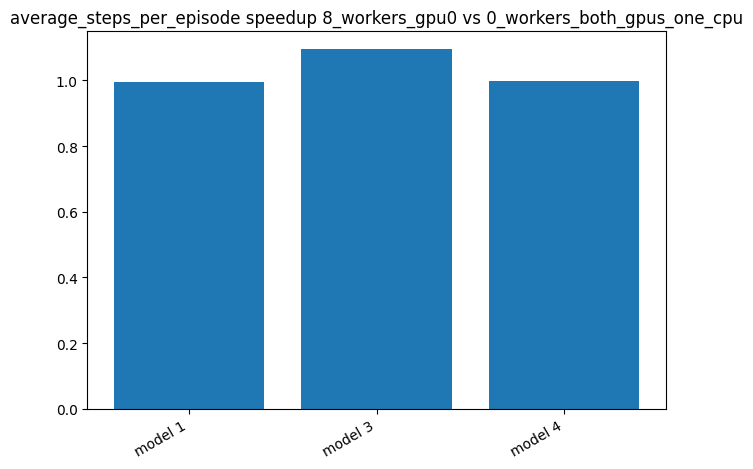 average_steps_per_episode speedup 8_workers_gpu0 vs 0_workers_both_gpus_one_cpu
1.0
0.8
0.6
0.4
0.2
0.0
model 1
model 3
model 4